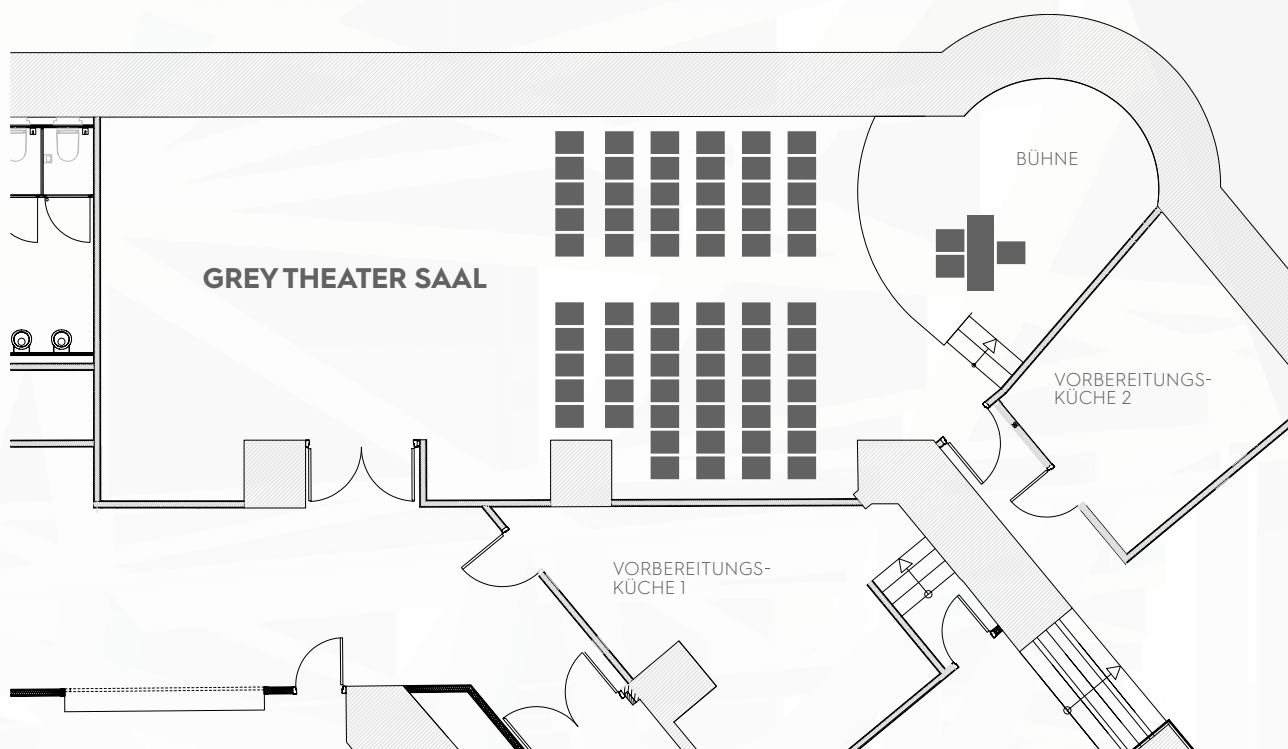 BÜHNE
GREY THEATER SAAL
VORBEREITUNGS-
KÜCHE 2
VORBEREITUNGS-
KÜCHE 1